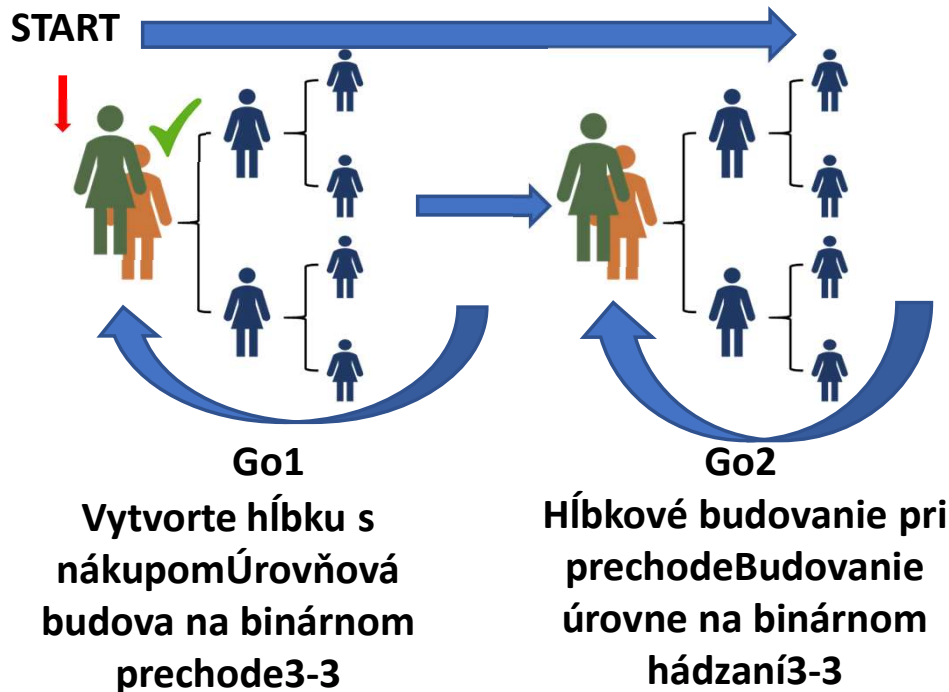 START
Go1
Vytvorte hĺbku s
nákupomÚrovňová
budova na binárnom
prechode3-3
Go2
Hĺbkové budovanie pri
prechodeBudovanie
úrovne na binárnom
hádzaní3-3